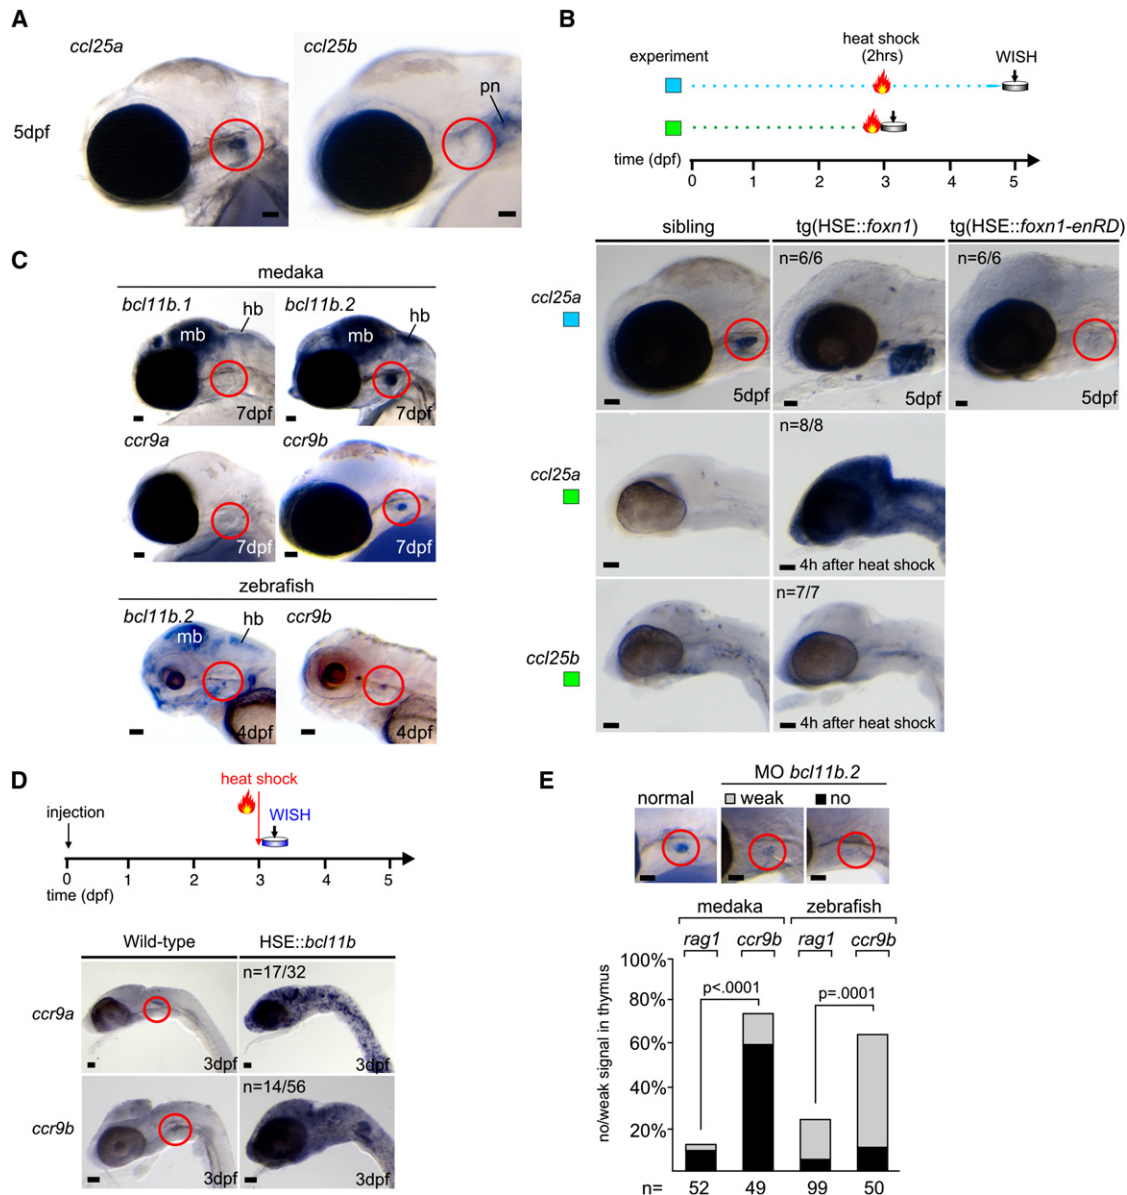 A
ccl25a
ccl25b
pn
5dpf
B
experiment
heat shock
(2hrs)
WISH
time (dpf)
0 1 2 3 4 5
sibling
tg(HSE::foxn1)
tg(HSE::foxn1-enRD)
ccl25a
n=6/6
n=6/6
5dpf
5dpf
5dpf
ccl25a
n=8/8
4h after heat shock
ccl25b
n=7/7
4h after heat shock
C
medaka
bcl11b.1
mb
hb
7dpf
bcl11b.2
mb
hb
7dpf
ccr9a
7dpf
ccr9b
7dpf
zebrafish
bcl11b.2
mb
hb
4dpf
ccr9b
4dpf
D
injection
heat shock
WISH
0 1 2 3 4 5
time (dpf)
Wild-type
HSE::bcl11b
ccr9a
3dpf
n=17/32
3dpf
ccr9b
3dpf
n=14/56
3dpf
E
MO bcl11b.2
normal
weak
no
medaka
zebrafish
rag1
ccr9b
rag1
ccr9b
no/weak signal in thymus
100%
80%
60%
40%
20%
p<.0001
p=.0001
n= 52 49 99 50